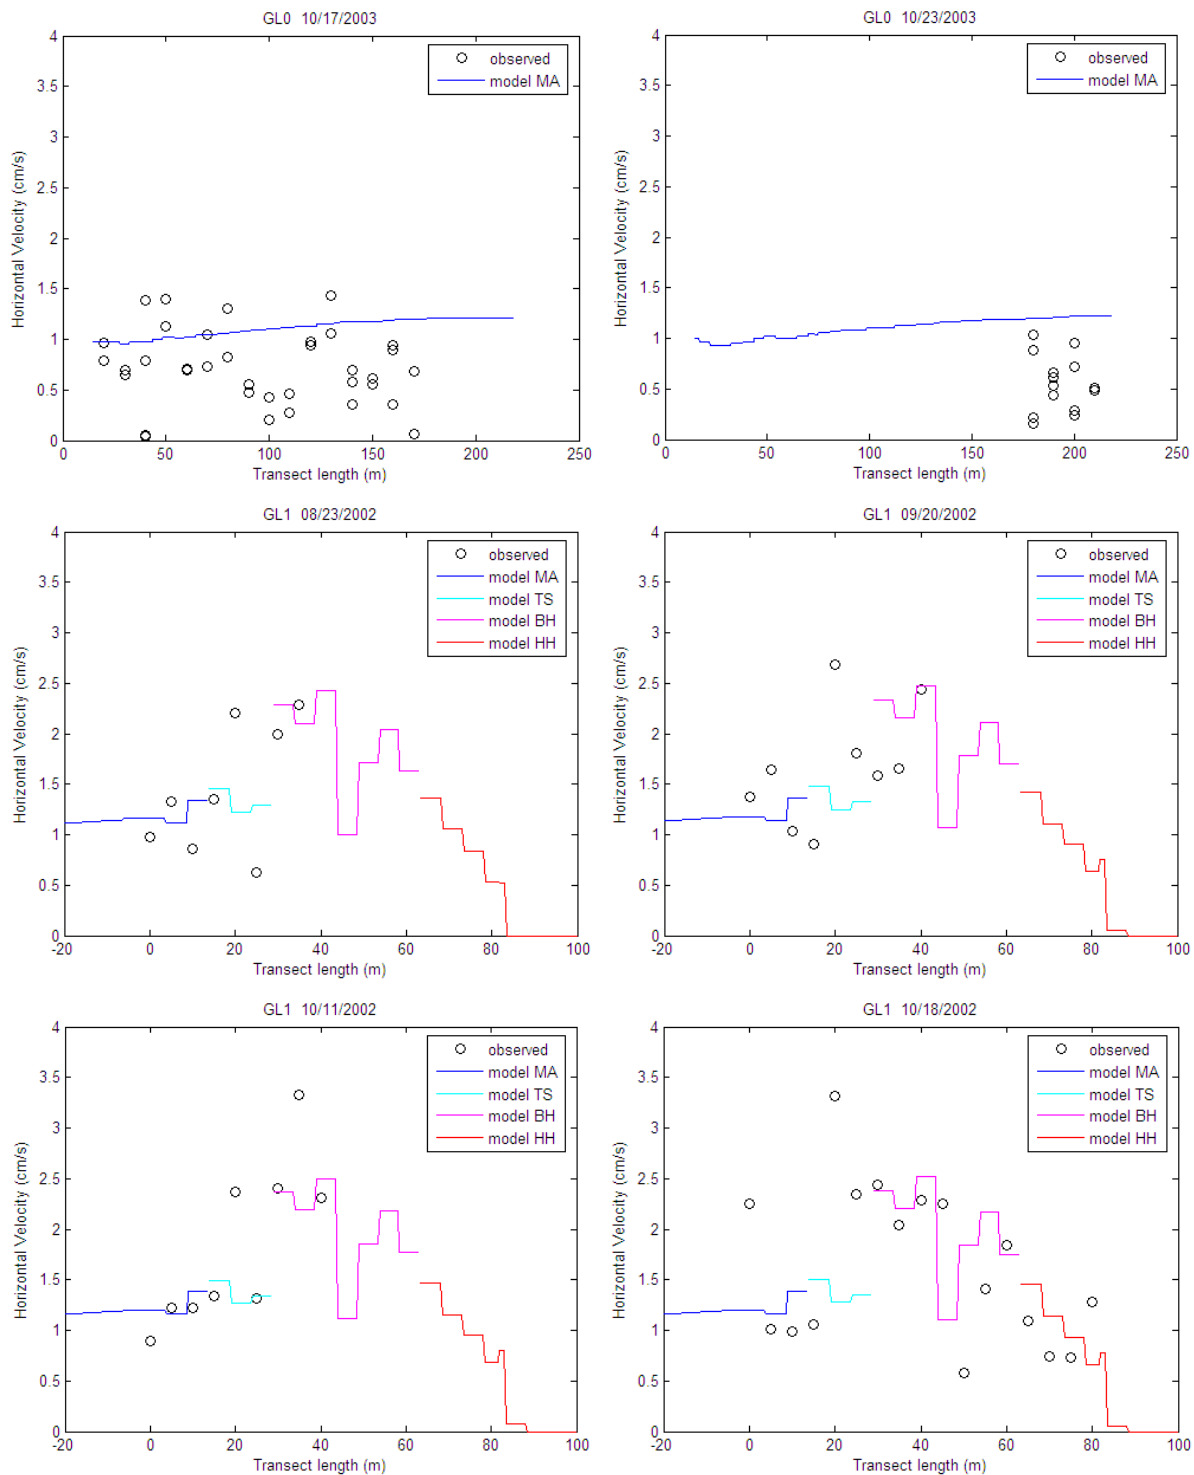 GL0 10/17/2003
4
3.5
3
2.5
2
1.5
1
0.5
0
Horizontal Velocity (cm/s)
observed
model MA
0
50
100
150
200
250
Transect length (m)
GL0 10/23/2003
4
3.5
3
2.5
2
1.5
1
0.5
0
Horizontal Velocity (cm/s)
observed
model MA
0
50
100
150
200
250
Transect length (m)
GL1 08/23/2002
4
3.5
3
2.5
2
1.5
1
0.5
0
Horizontal Velocity (cm/s)
observed
model MA
model TS
model BH
model HH
-20
0
20
40
60
80
100
Transect length (m)
GL1 09/20/2002
4
3.5
3
2.5
2
1.5
1
0.5
0
Horizontal Velocity (cm/s)
observed
model MA
model TS
model BH
model HH
-20
0
20
40
60
80
100
Transect length (m)
GL1 10/11/2002
4
3.5
3
2.5
2
1.5
1
0.5
0
Horizontal Velocity (cm/s)
observed
model MA
model TS
model BH
model HH
-20
0
20
40
60
80
100
Transect length (m)
GL1 10/18/2002
4
3.5
3
2.5
2
1.5
1
0.5
0
Horizontal Velocity (cm/s)
observed
model MA
model TS
model BH
model HH
-20
0
20
40
60
80
100
Transect length (m)